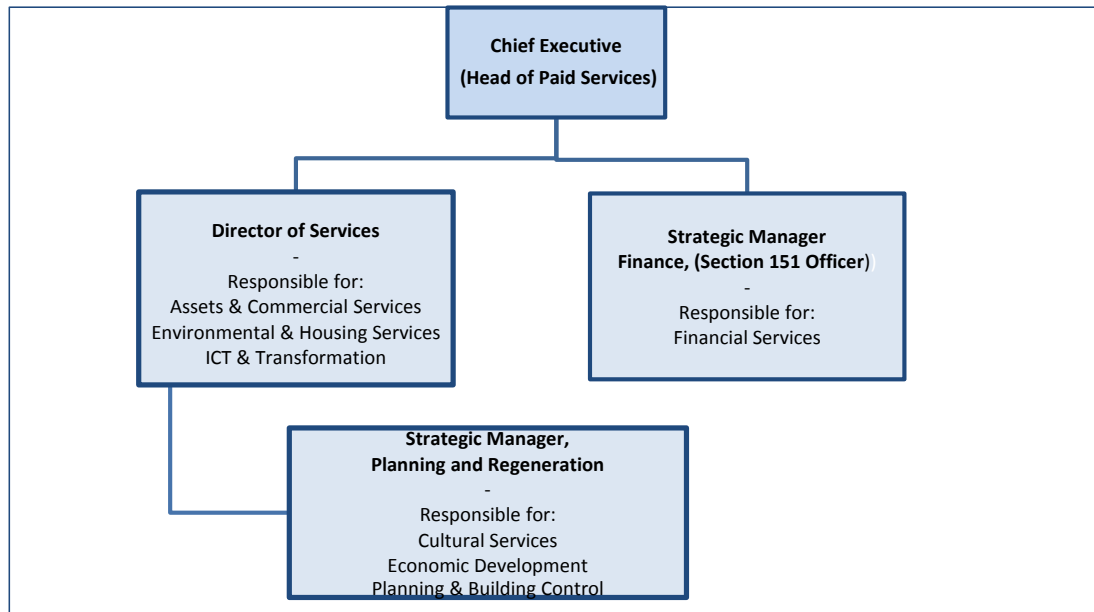 Chief Executive
(Head of Paid Services)
Director of Services
-
Responsible for:
Assets & Commercial Services
Environmental & Housing Services
ICT & Transformation
Strategic Manager
Finance, (Section 151 Officer))
-
Responsible for:
Financial Services
Strategic Manager,
Planning and Regeneration
-
Responsible for:
Cultural Services
Economic Development
Planning & Building Control